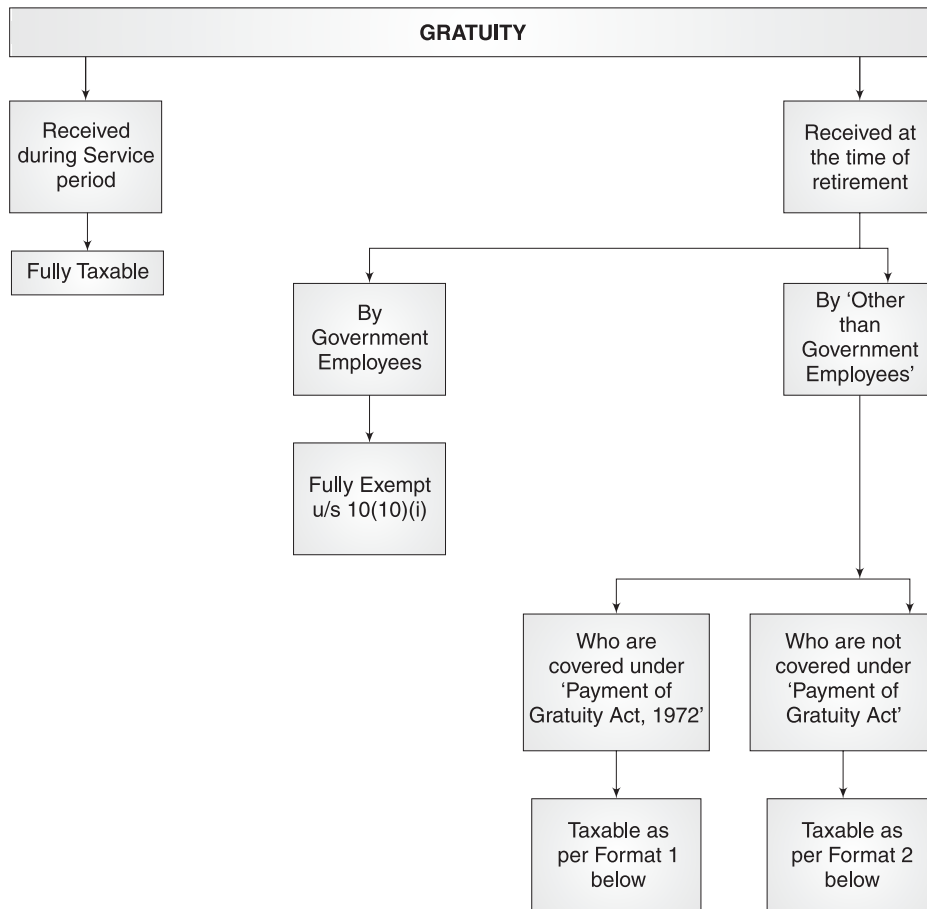 GRATUITY
Received
during Service
period
Fully Taxable
Received at
the time of
retirement
By
Government
Employees
Fully Exempt
u/s 10(10)(i)
By ‘Other
than
Government
Employees’
Who are
covered under
‘Payment of
Gratuity Act, 1972’
Taxable as
per Format 1
below
Who are not
covered under
‘Payment of
Gratuity Act’
Taxable as
per Format 2
below